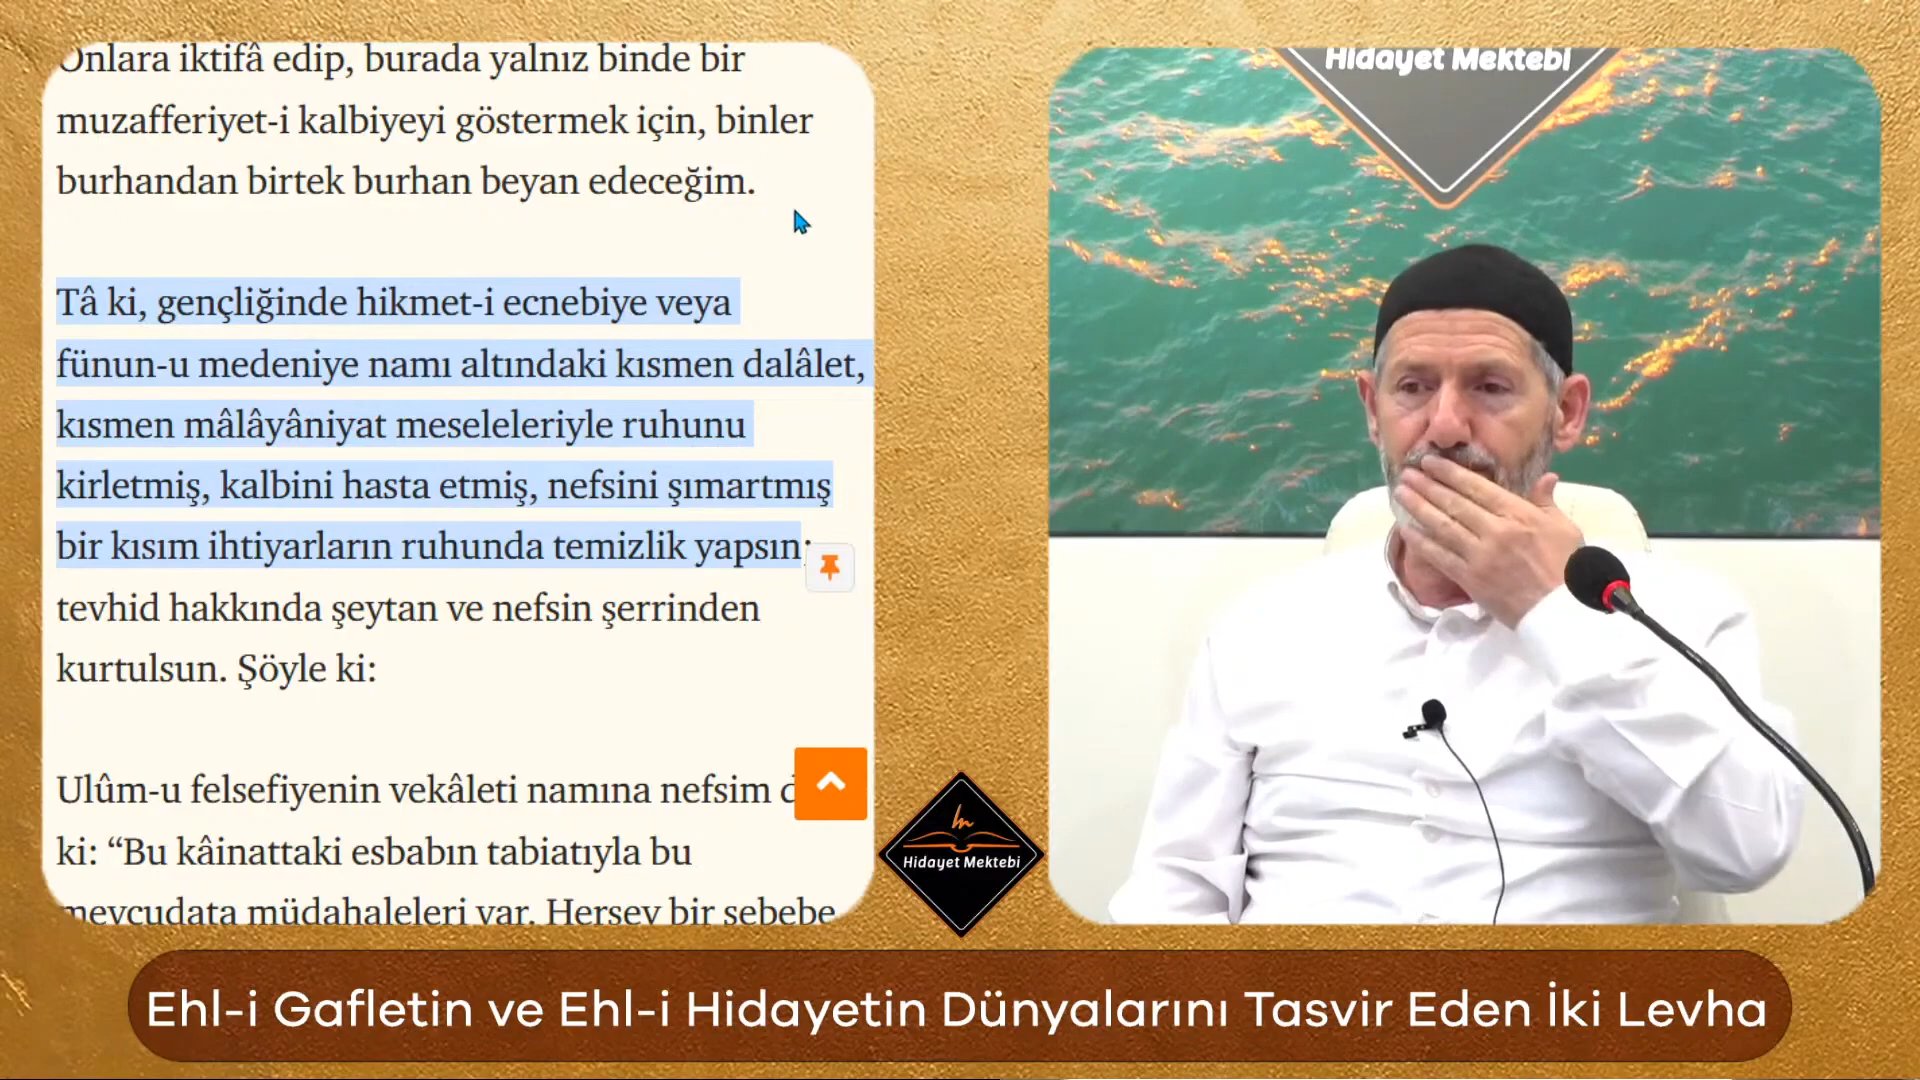 Onlara iktifâ edip, burada yalnız binde bir
muzafferiyet-i kalbiyeyi göstermek için, binler
burhandan birtek burhan beyan edeceğim.
Tâ ki, gençliğinde hikmet-i ecnebiye veya
fünun-u medeniye namı altındaki kısmen dalâlet,
kısmen mâlâyâniyat meseleleriyle ruhunu
kirletmiş, kalbini hasta etmiş, nefsini şımartmış
bir kısım ihtiyarların ruhunda temizlik yapsın;
tevhid hakkında şeytan ve nefsin şerrinden
kurtulsun. Şöyle ki:
Ulûm-u felsefiyenin vekâleti namına nefsim
ki: “Bu kâinattaki esbabın tabiatıyla bu
mevcudata müdahaleleri var. Herşey bir sebebe
Hidayet Mektebi
Hidayet Mektebi
Ehl-i Gafletin ve Ehl-i Hidayetin Dünyalarını Tasvir Eden İki Levha